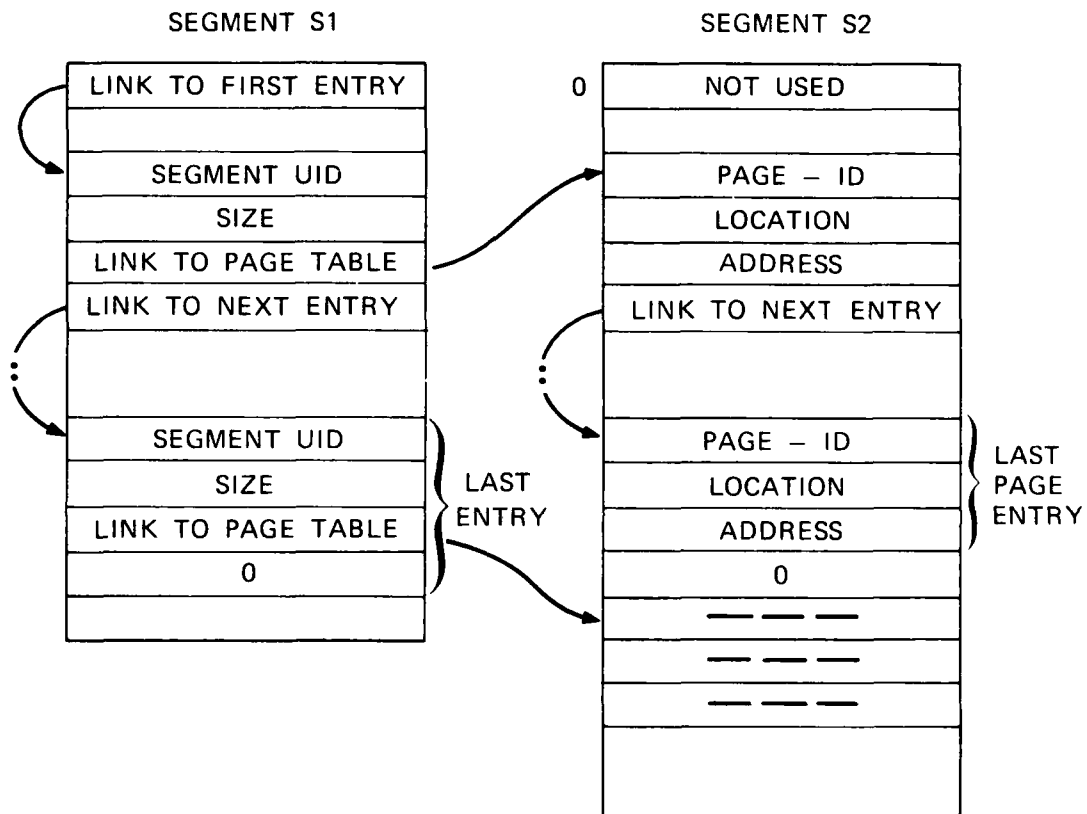 SEGMENT S1
LINK TO FIRST ENTRY
SEGMENT UID
SIZE
LINK TO PAGE TABLE
LINK TO NEXT ENTRY
SEGMENT UID
SIZE
LINK TO PAGE TABLE
0
LAST
ENTRY
SEGMENT S2
0
NOT USED
PAGE – ID
LOCATION
ADDRESS
LINK TO NEXT ENTRY
PAGE – ID
LOCATION
ADDRESS
0
LAST
PAGE
ENTRY